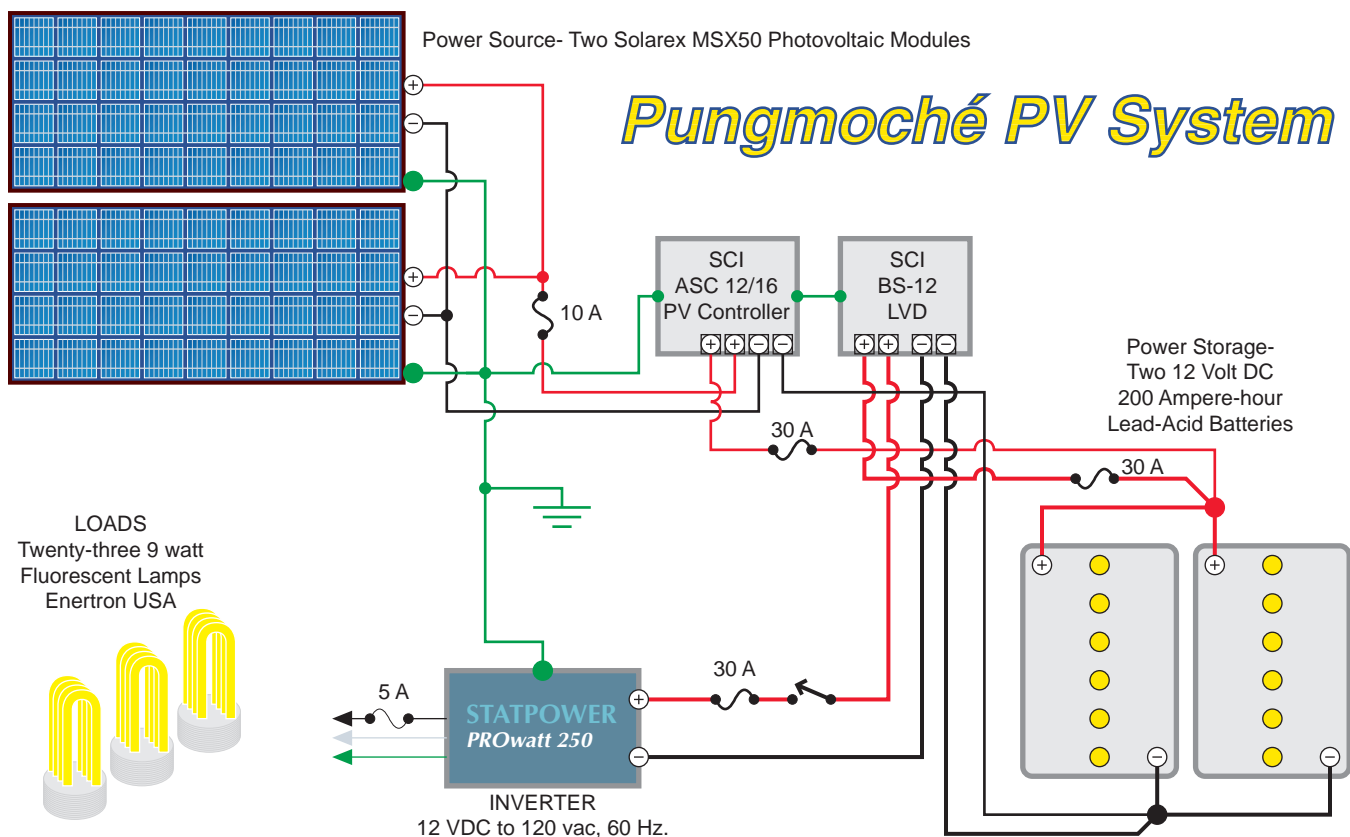 Power Source- Two Solarex MSX50 Photovoltaic Modules
Pungmoché PV System
+
−
+
−
10 A
SCI
ASC 12/16
PV Controller
+ + − −
SCI
BS-12
LVD
+ + − −
Power Storage-
Two 12 Volt DC
200 Ampere-hour
Lead-Acid Batteries
30 A
30 A
LOADS
Twenty-three 9 watt
Fluorescent Lamps
Enertron USA
+
+
−
−
5 A
STATPOWER
PROwatt 250
+
−
30 A
INVERTER
12 VDC to 120 vac, 60 Hz.